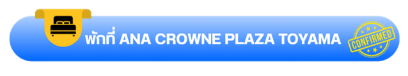 พักที่ ANA CROWNE PLAZA TOYAMA
CONFIRMED